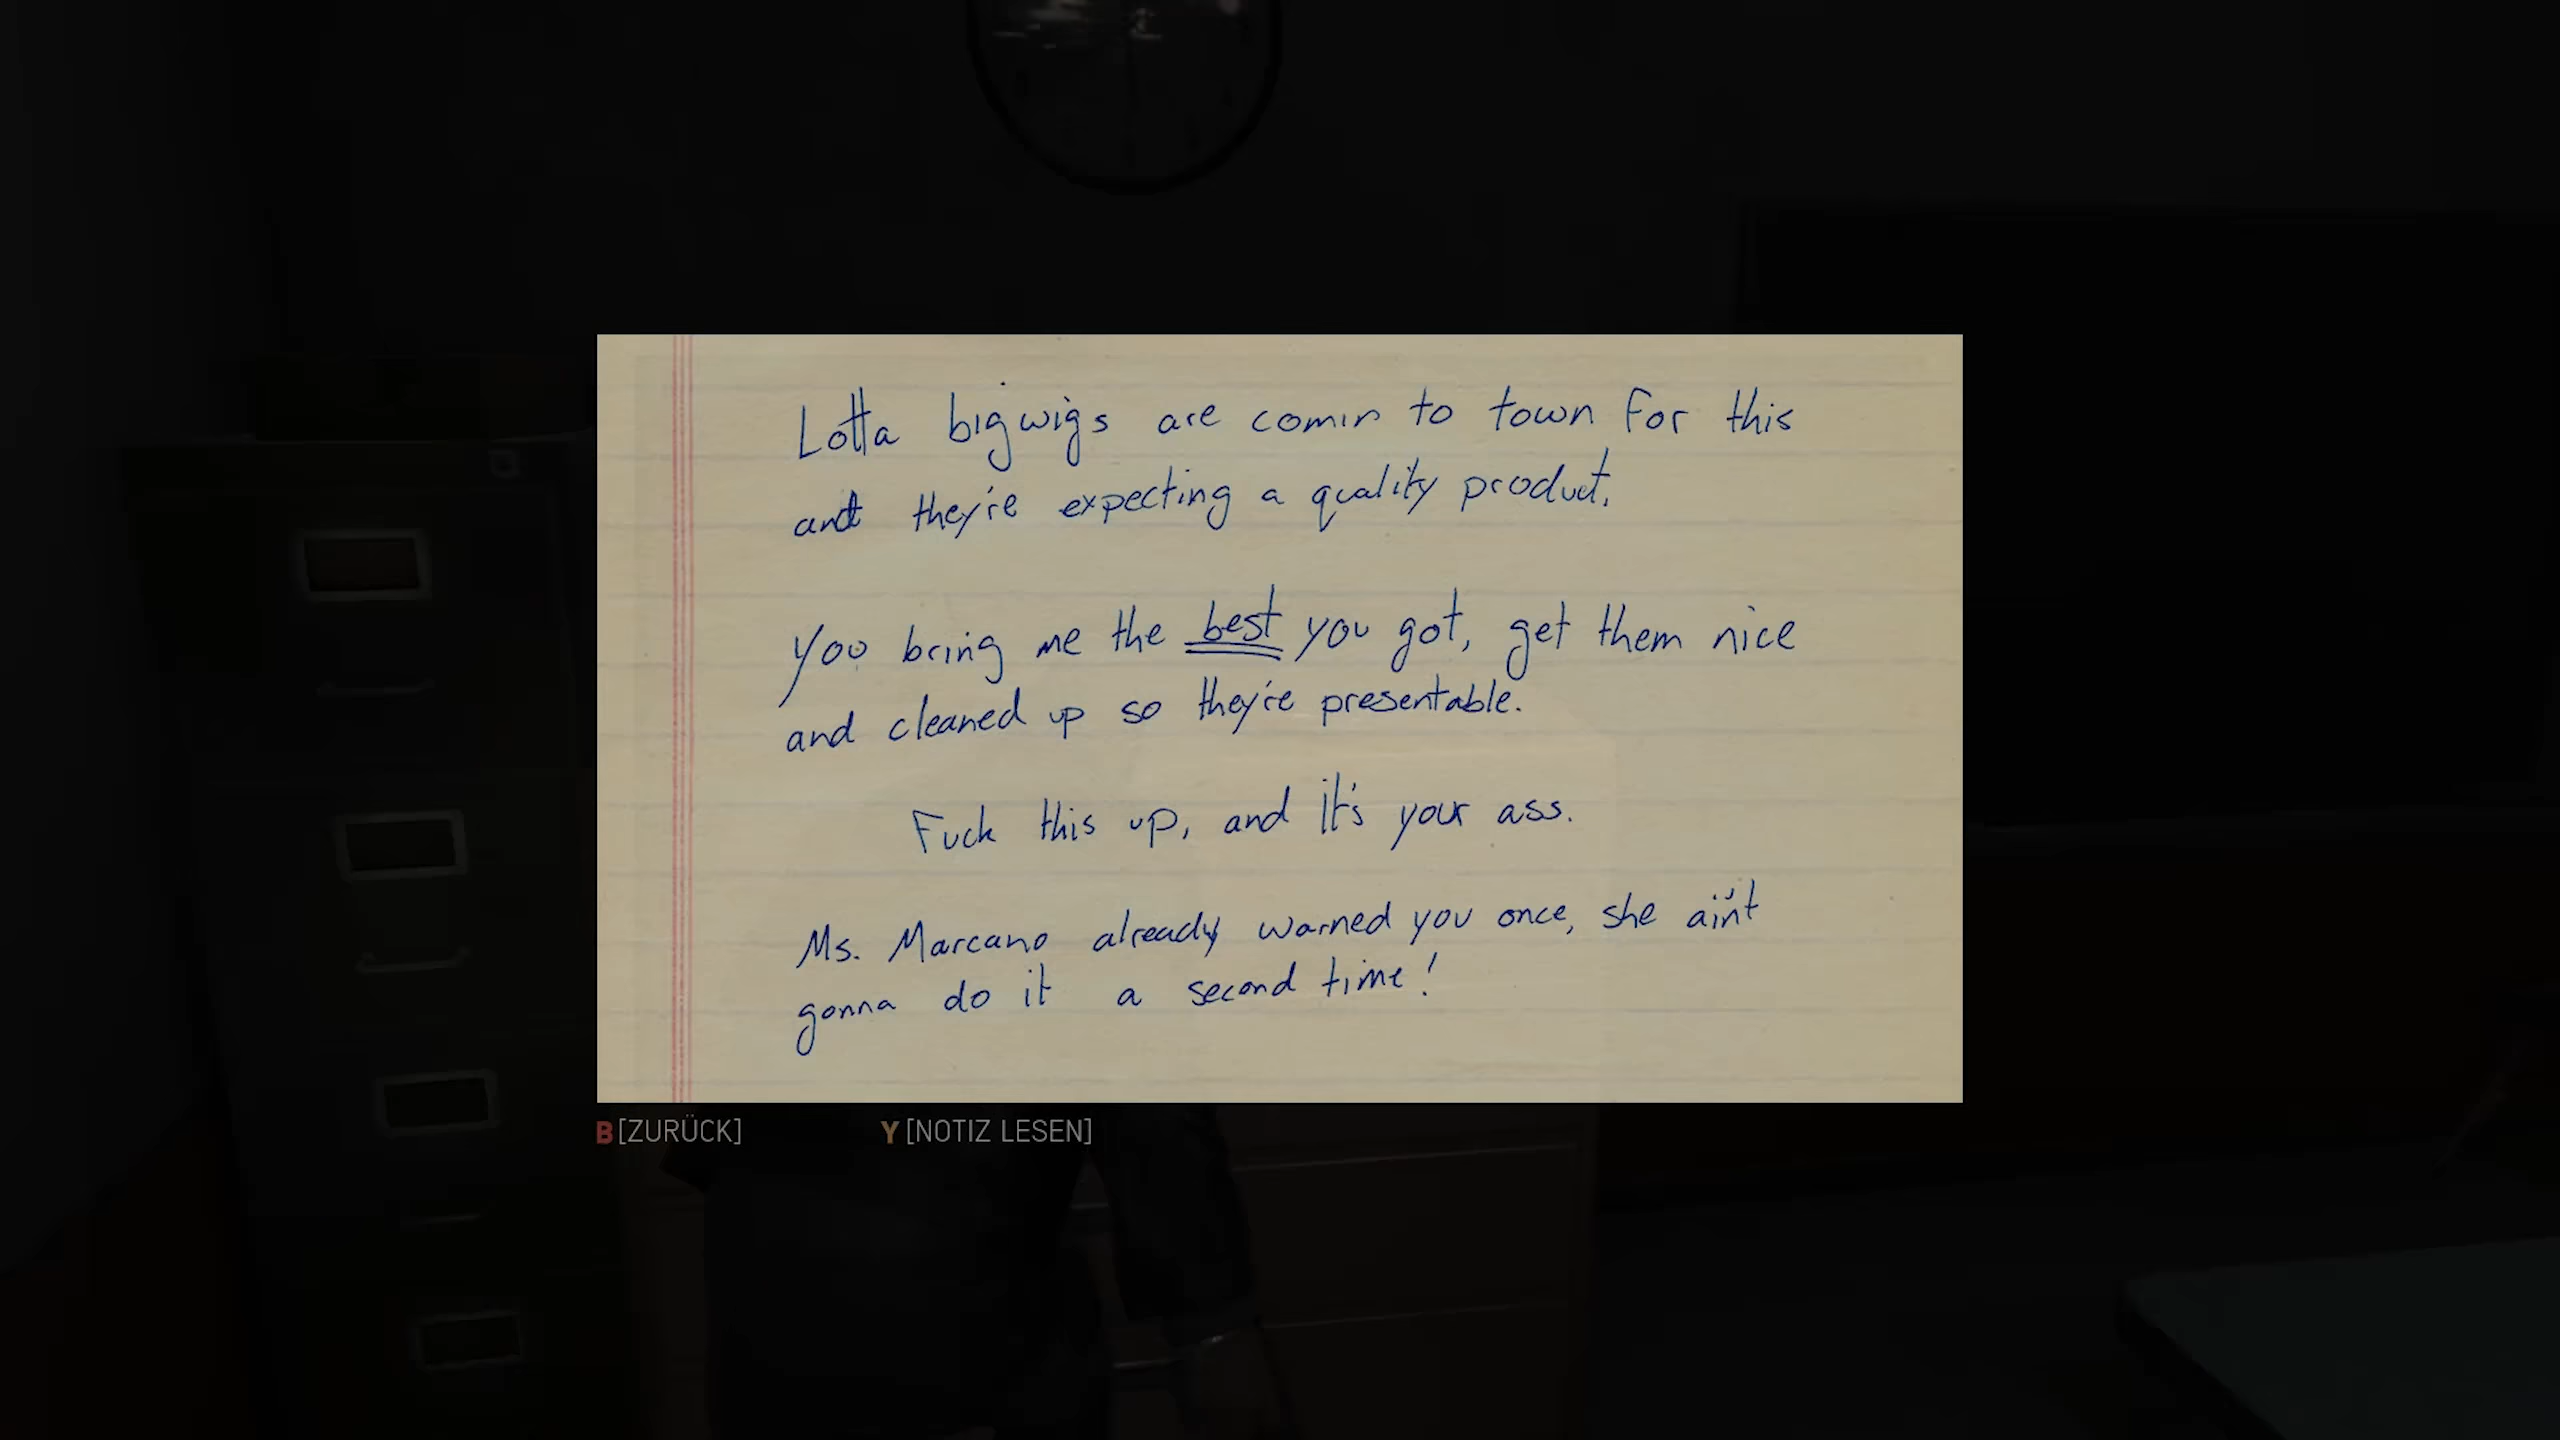 Lotta bigwigs are comin to town for this
and they're expecting a quality product.
You bring me the best you got, get them nice
and cleaned up so they're presentable.
Fuck this up, and it's your ass.
Ms. Marcano already warned you once, she ain't
gonna do it a second time!
B [ZURÜCK] Y [NOTIZ LESEN]